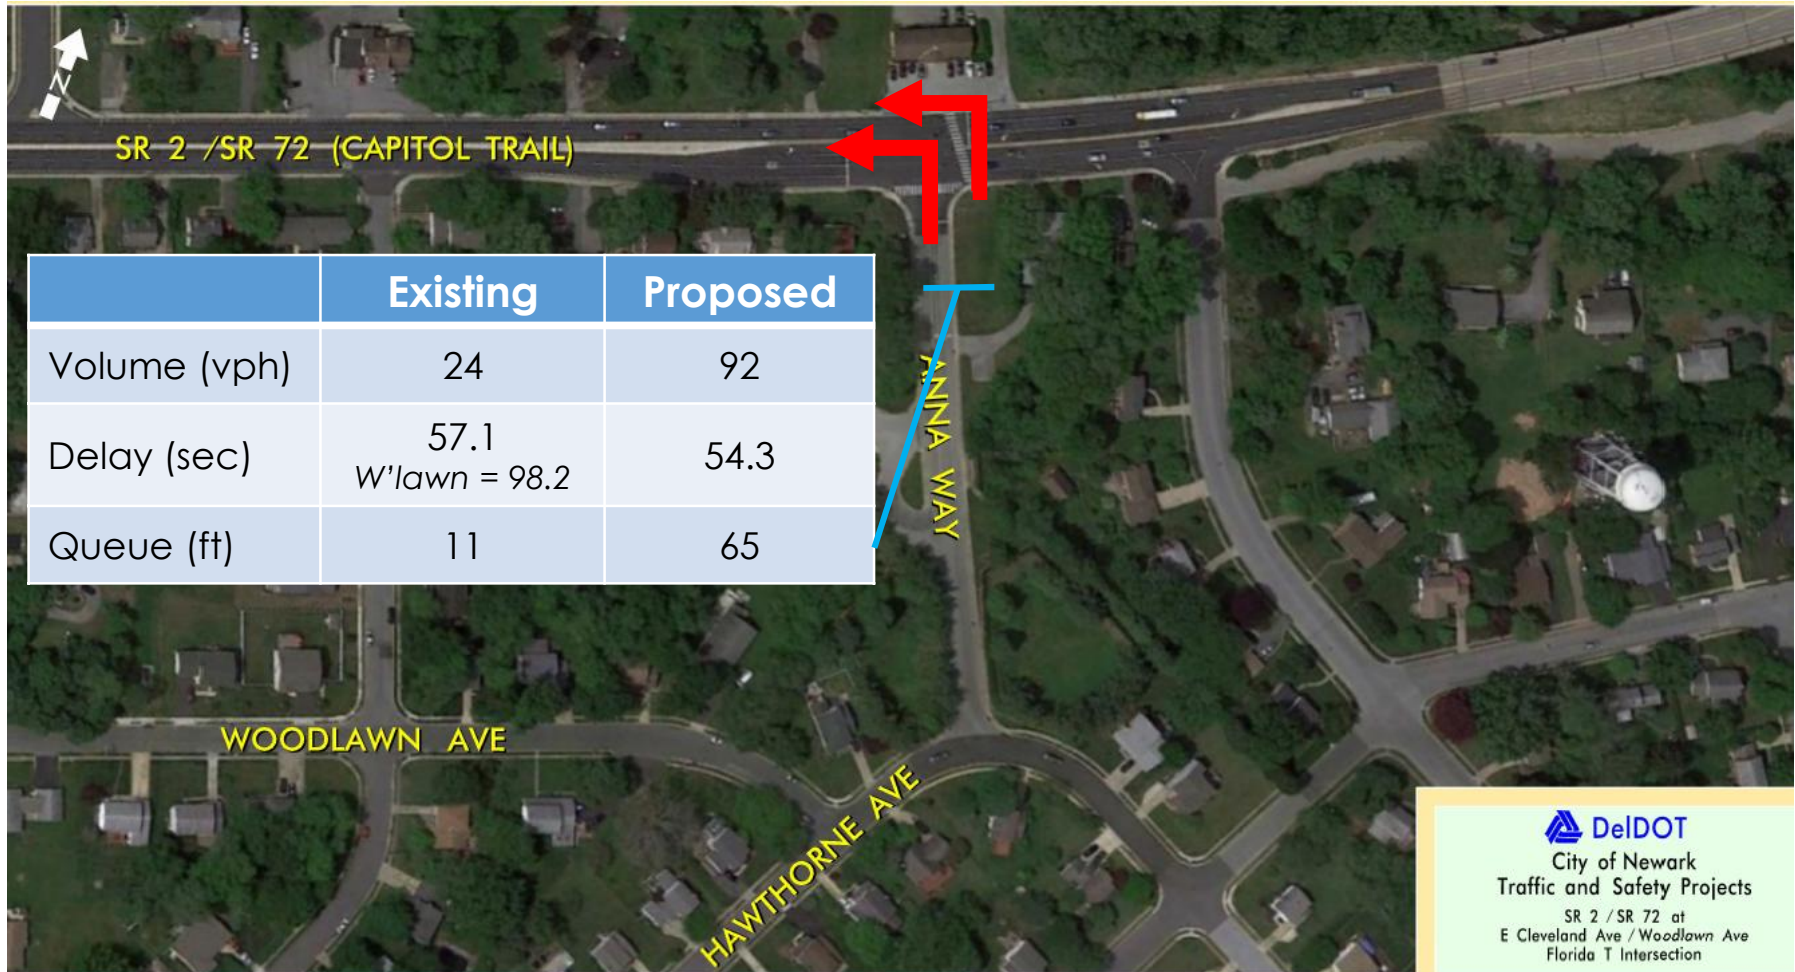 N
SR 2 / SR 72 (CAPITOL TRAIL)
Existing Proposed
Volume (vph) 24 92
Delay (sec) 57.1 54.3
W'lawn = 98.2
Queue (ft) 11 65
ANNA WAY
WOODLAWN AVE
HAWTHORNE AVE
DelDOT
City of Newark
Traffic and Safety Projects
SR 2 / SR 72 at
E Cleveland Ave / Woodlawn Ave
Florida T Intersection